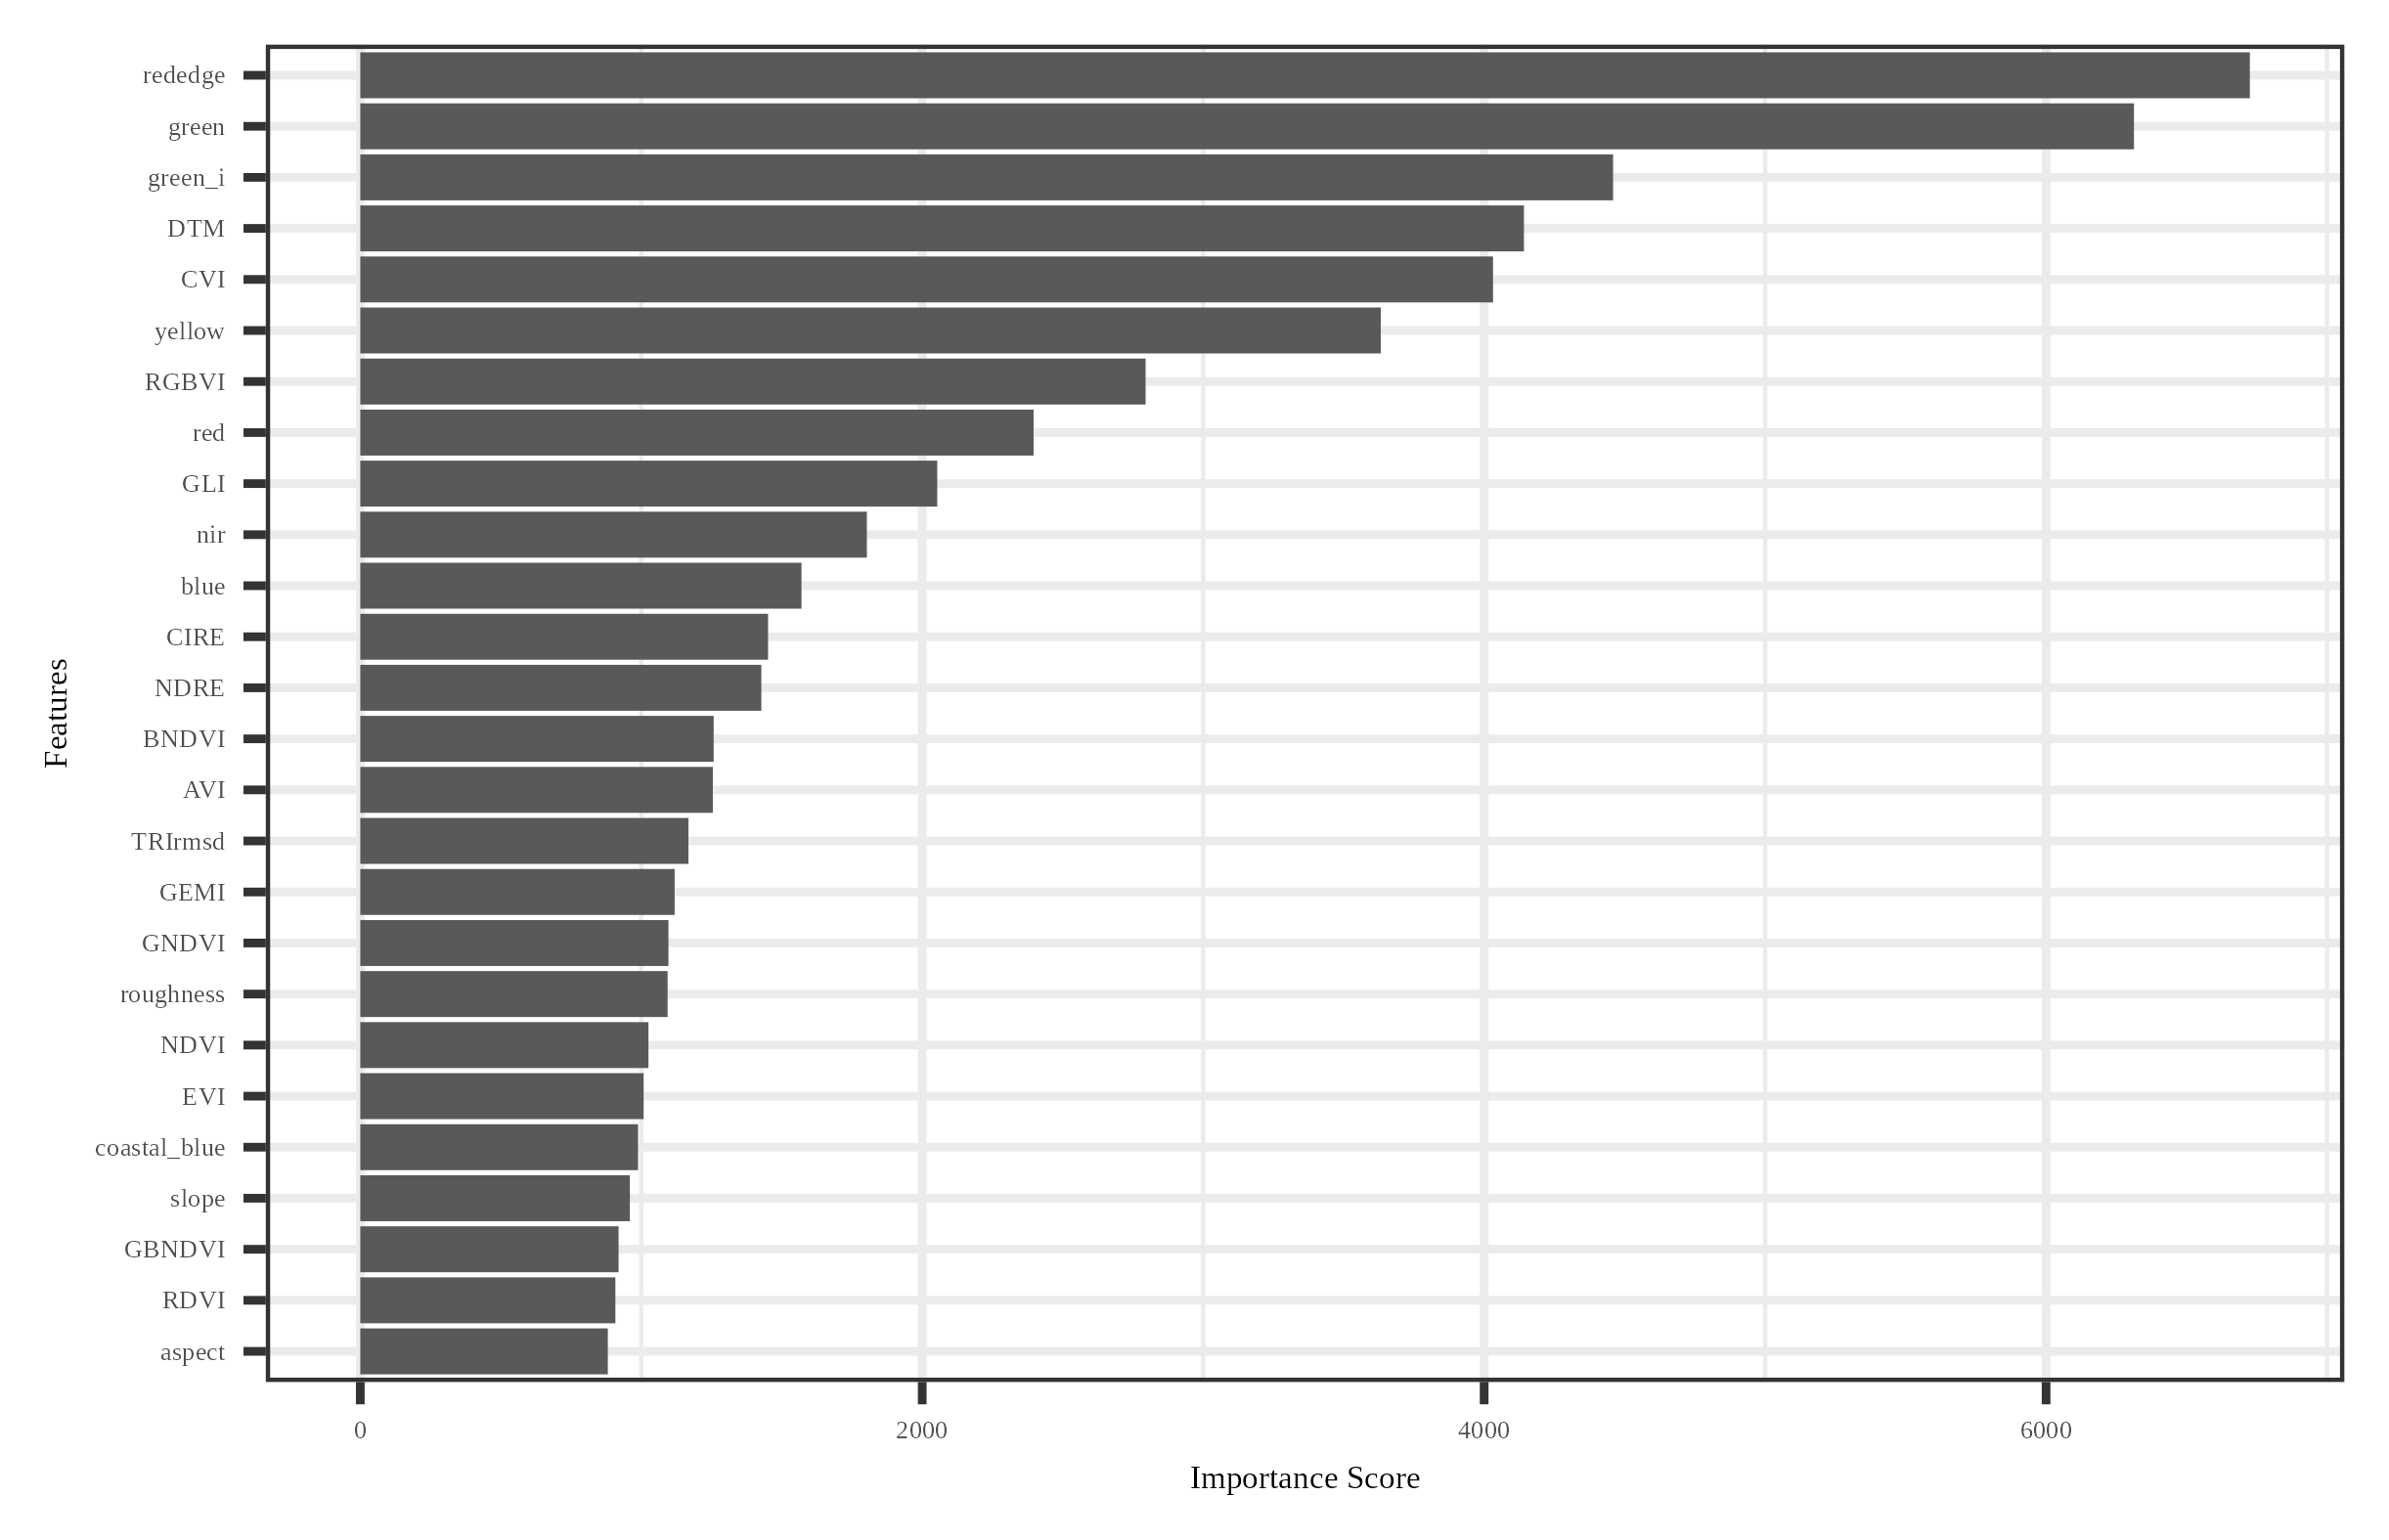 rededge
green
green_i
DTM
CVI
yellow
RGBVI
red
GLI
nir
blue
CIRE
NDRE
BNDVI
AVI
TRIrmsd
GEMI
GNDVI
roughness
NDVI
EVI
coastal_blue
slope
GBNDVI
RDVI
aspect
Features
0 2000 4000 6000
Importance Score